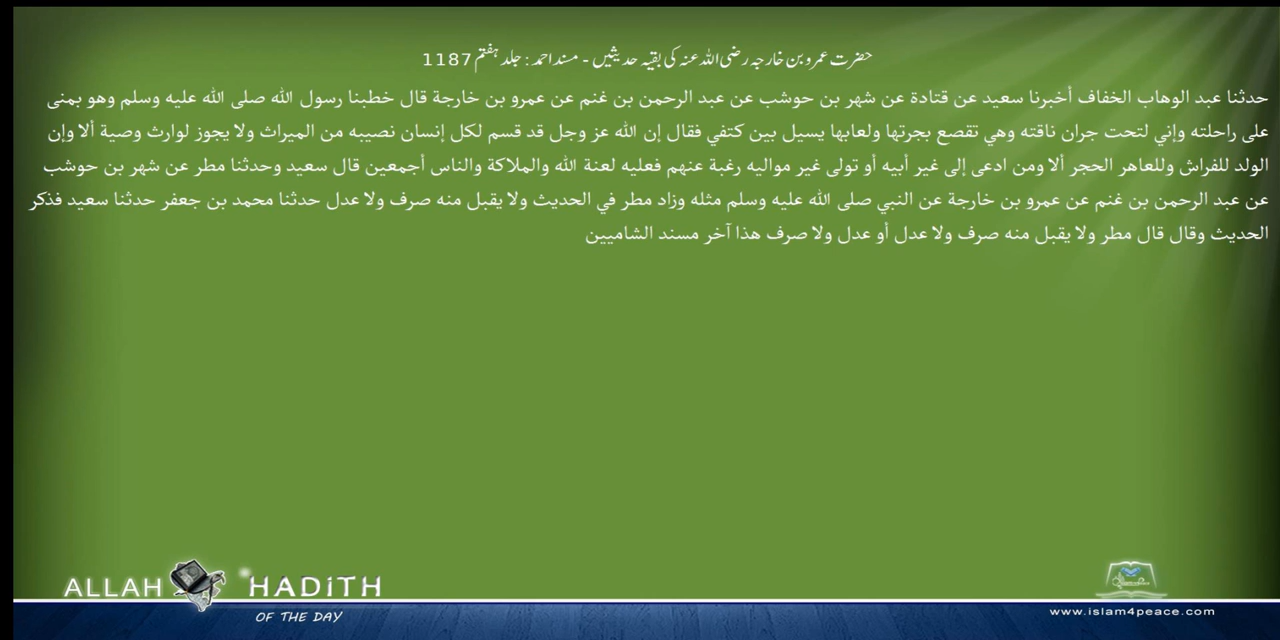 حضرت عمرو بن خارجہ رضی اللہ عنہ کی بقیہ حدیثیں - مسند احمد : جلد ہفتم 1187
حدثنا عبد الوهاب الخفاف أخبرنا سعيد عن قتادة عن شهر بن حوشب عن عبد الرحمن بن غنم عن عمرو بن خارجة قال خطبنا رسول الله صلى الله عليه وسلم وهو بمنى
على راحلته وإني لتحت جران ناقته وهي تقصع بجرتها ولعابها يسيل بين كتفي فقال إن الله عز وجل قد قسم لكل إنسان نصيبه من الميراث ولا يجوز لوارث وصية ألا وإن
الولد للفراش وللعاهر الحجر ألا ومن ادعى إلى غير أبيه أو تولى غير مواليه رغبة عنهم فعليه لعنة الله والملاكة والناس أجمعين قال سعيد وحدثنا مطر عن شهر بن حوشب
عن عبد الرحمن بن غنم عن عمرو بن خارجة عن النبي صلى الله عليه وسلم مثله وزاد مطر في الحديث ولا يقبل منه صرف ولا عدل حدثنا محمد بن جعفر حدثنا سعيد فذكر
الحديث وقال قال مطر ولا يقبل منه صرف ولا عدل أو عدل ولا صرف هذا آخر مسند الشاميين
ALLAH HADITH
OF THE DAY
www.islam4peace.com